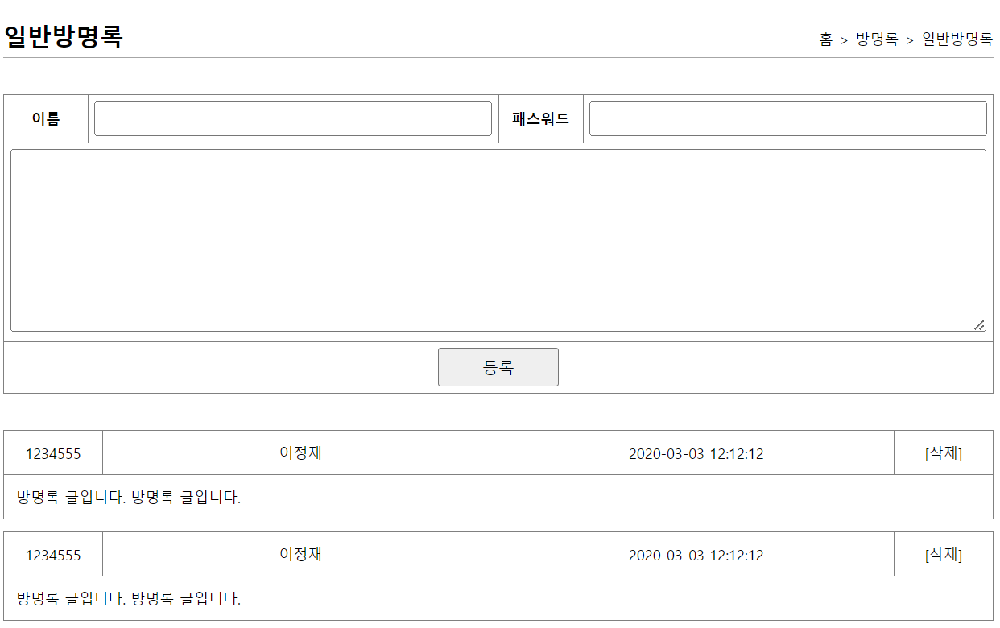 일반방명록
홈 > 방명록 > 일반방명록
이름 패스워드
등록
1234555 이정재 2020-03-03 12:12:12 [삭제]
방명록 글입니다. 방명록 글입니다.
1234555 이정재 2020-03-03 12:12:12 [삭제]
방명록 글입니다. 방명록 글입니다.